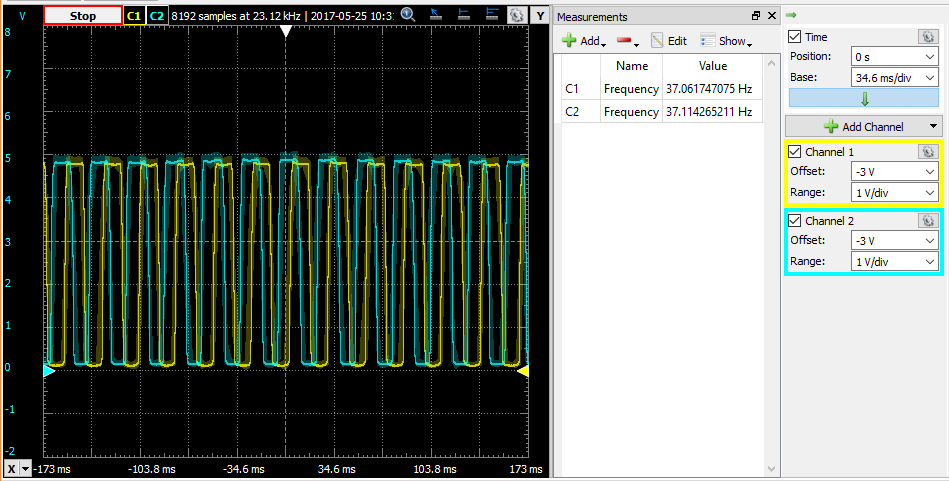 V Stop C1 C2 8192 samples at 23.12 kHz | 2017-05-25 10:3 Y
8
7
6
5
4
3
2
1
0
-1
-2
X -173 ms -103.8 ms -34.6 ms 34.6 ms 103.8 ms 173 ms
Measurements
Add Edit Show
Name Value
C1 Frequency 37.061747075 Hz
C2 Frequency 37.114265211 Hz
Time
Position: 0 s
Base: 34.6 ms/div
Add Channel
Channel 1
Offset: -3 V
Range: 1 V/div
Channel 2
Offset: -3 V
Range: 1 V/div